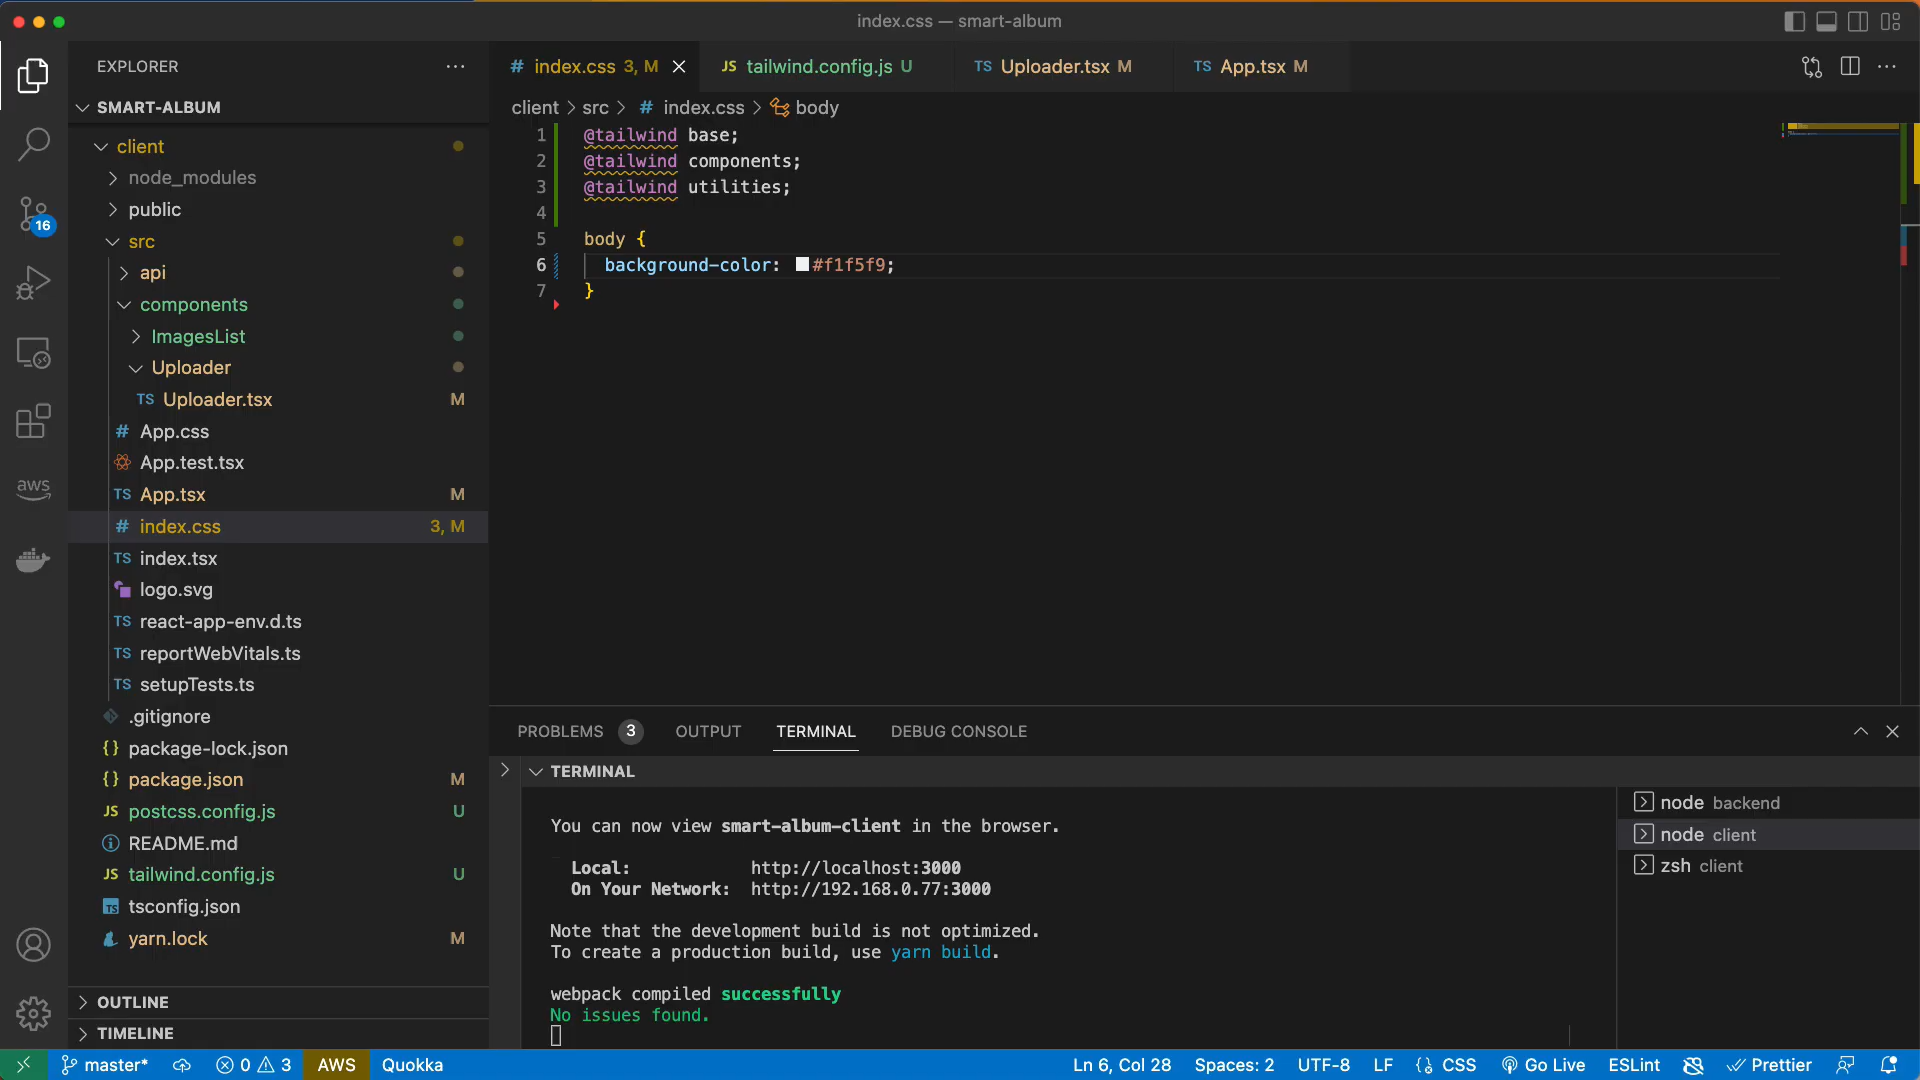 index.css — smart-album
EXPLORER
SMART-ALBUM
client
node_modules
public
src
api
components
ImagesList
Uploader
TS Uploader.tsx M
# App.css
App.test.tsx
TS App.tsx M
# index.css 3, M
TS index.tsx
logo.svg
TS react-app-env.d.ts
TS reportWebVitals.ts
TS setupTests.ts
.gitignore
{} package-lock.json
{} package.json M
JS postcss.config.js U
README.md
JS tailwind.config.js U
TS tsconfig.json
yarn.lock M
OUTLINE
TIMELINE
16
aws
# index.css 3, M
JS tailwind.config.js U
TS Uploader.tsx M
TS App.tsx M
client > src > # index.css > body
1 @tailwind base;
2 @tailwind components;
3 @tailwind utilities;
4
5 body {
6 background-color: #f1f5f9;
7 }
PROBLEMS 3 OUTPUT TERMINAL DEBUG CONSOLE
TERMINAL
You can now view smart-album-client in the browser.
Local: http://localhost:3000
On Your Network: http://192.168.0.77:3000
Note that the development build is not optimized.
To create a production build, use yarn build.
webpack compiled successfully
No issues found.
node backend
node client
zsh client
master* 0 3 AWS Quokka Ln 6, Col 28 Spaces: 2 UTF-8 LF {} CSS Go Live ESLint Prettier